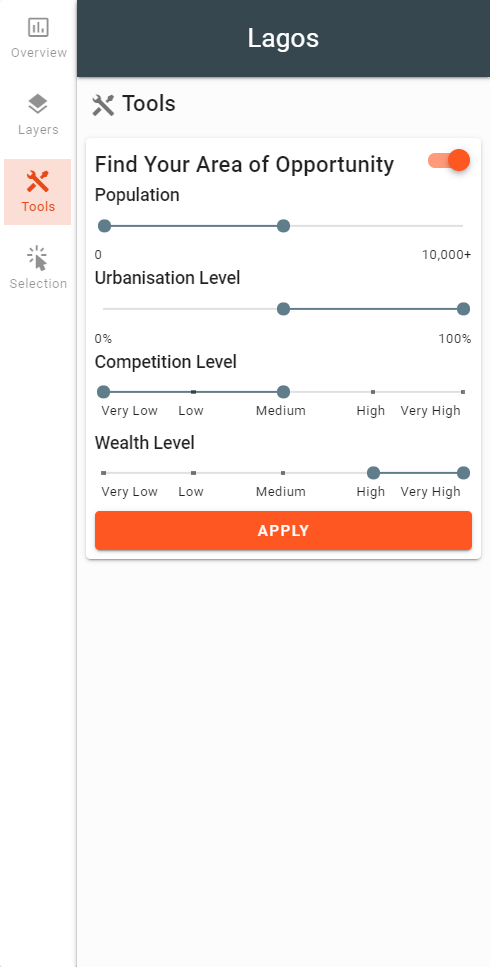 Lagos
Overview
Layers
Tools
Selection
Tools
Find Your Area of Opportunity
Population
0 10,000+
Urbanisation Level
0% 100%
Competition Level
Very Low Low Medium High Very High
Wealth Level
Very Low Low Medium High Very High
APPLY